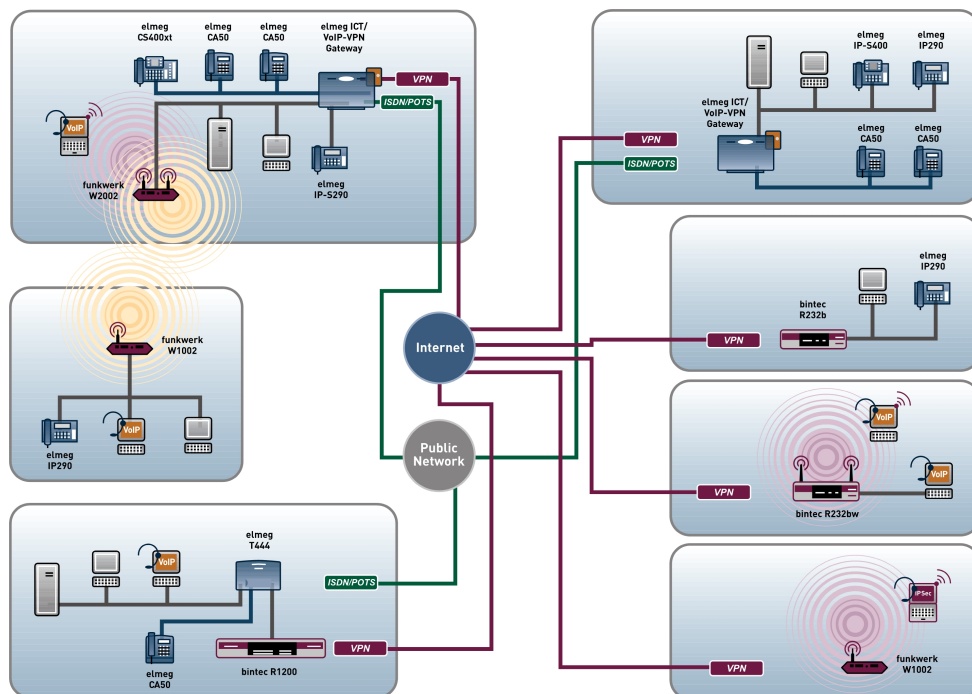 elmeg
CS400xt
elmeg
CA50
elmeg
CA50
elmeg ICT/
VoIP-VPN
Gateway
VPN
ISDN/POTS
VoIP
funkwerk
W2002
elmeg
IP-S290
elmeg
IP-S400
elmeg
IP290
elmeg ICT/
VoIP-VPN
Gateway
VPN
ISDN/POTS
elmeg
CA50
elmeg
CA50
elmeg
IP290
bintec
R232b
VPN
funkwerk
W1002
VoIP
elmeg
IP290
Internet
Public
Network
VoIP
VoIP
VPN
bintec R232bw
elmeg
T444
VoIP
ISDN/POTS
elmeg
CA50
bintec R1200
VPN
IPSec
VPN
funkwerk
W1002